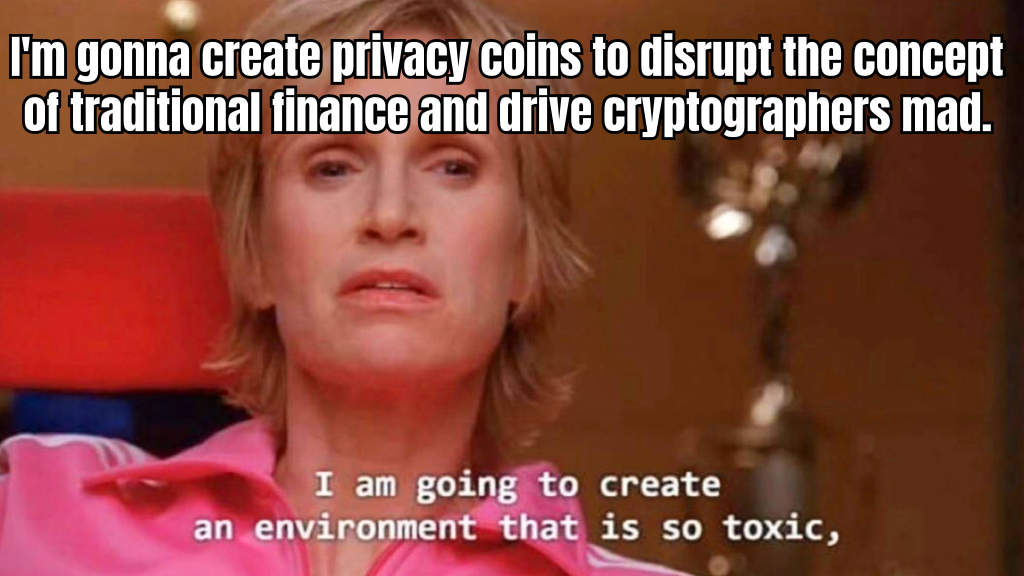 I'm gonna create privacy coins to disrupt the concept
of traditional finance and drive cryptographers mad.
I am going to create
an environment that is so toxic,